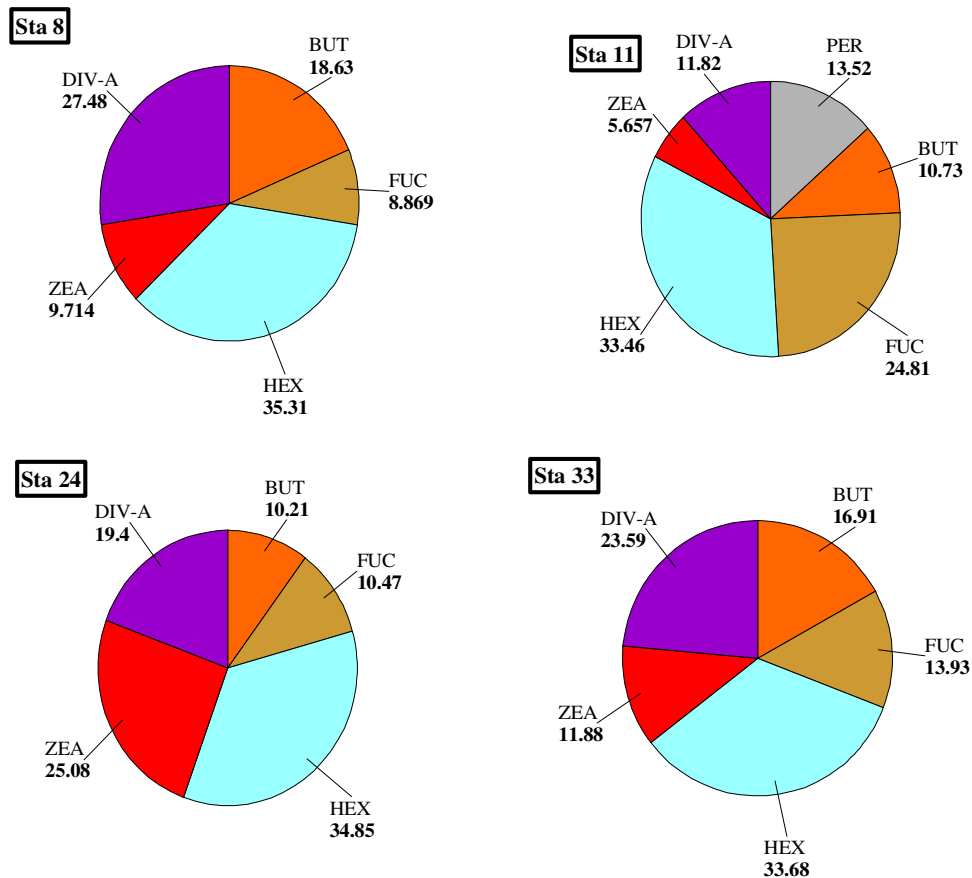 Sta 8
BUT
18.63
DIV-A
27.48
FUC
8.869
ZEA
9.714
HEX
35.31
Sta 11
DIV-A
11.82
PER
13.52
ZEA
5.657
BUT
10.73
HEX
33.46
FUC
24.81
Sta 24
BUT
10.21
DIV-A
19.4
FUC
10.47
ZEA
25.08
HEX
34.85
Sta 33
BUT
16.91
DIV-A
23.59
FUC
13.93
ZEA
11.88
HEX
33.68